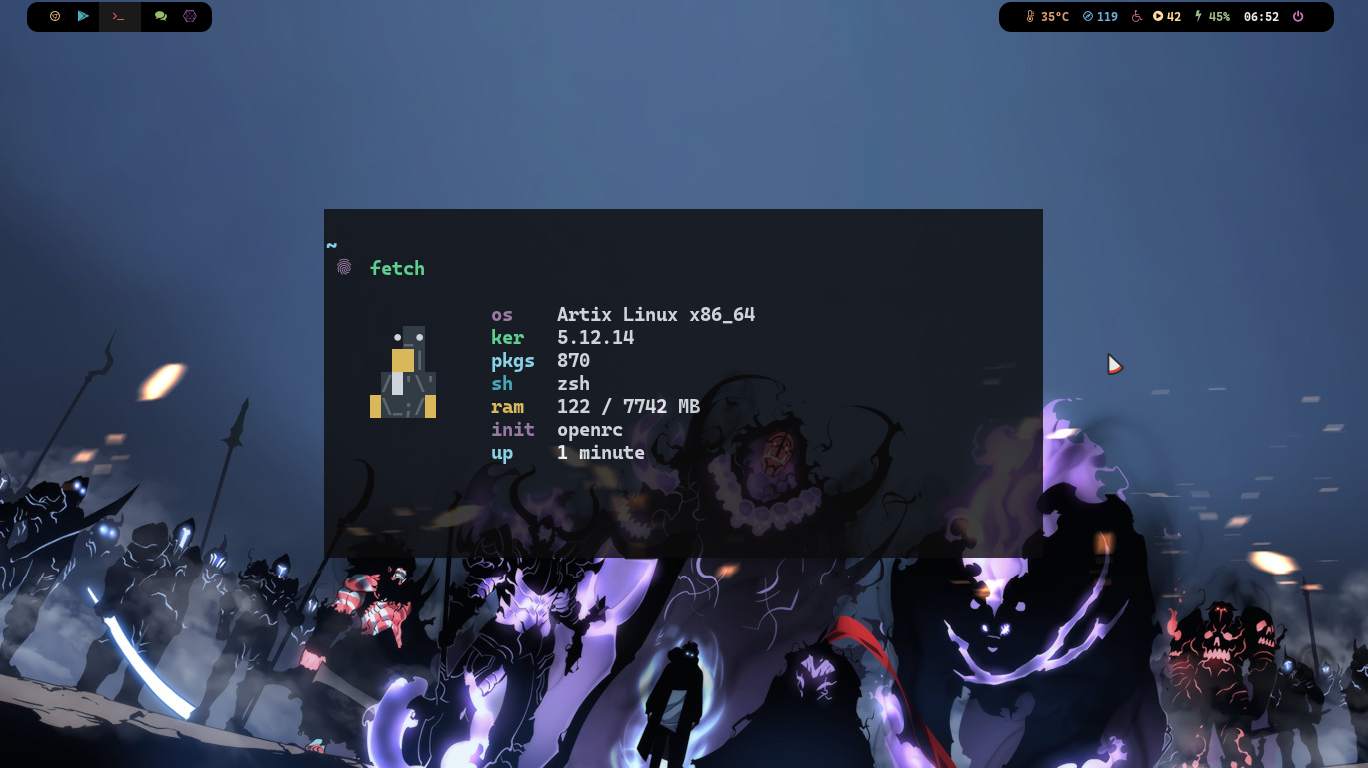 35°C 119 42 45% 06:52
~
fetch
os Artix Linux x86_64
ker 5.12.14
pkgs 870
sh zsh
ram 122 / 7742 MB
init openrc
up 1 minute